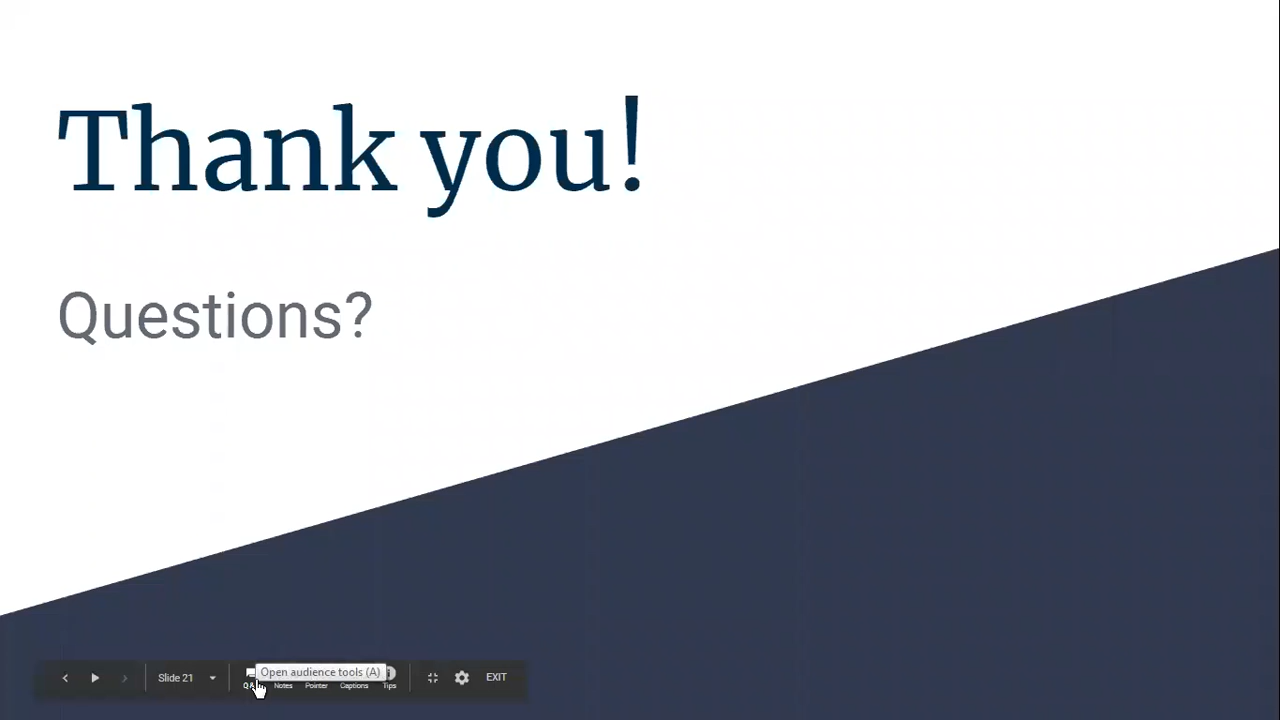 Thank you!
Questions?
Open audience tools (A)
Slide 21
Notes
Pointer
Captions
Tips
EXIT